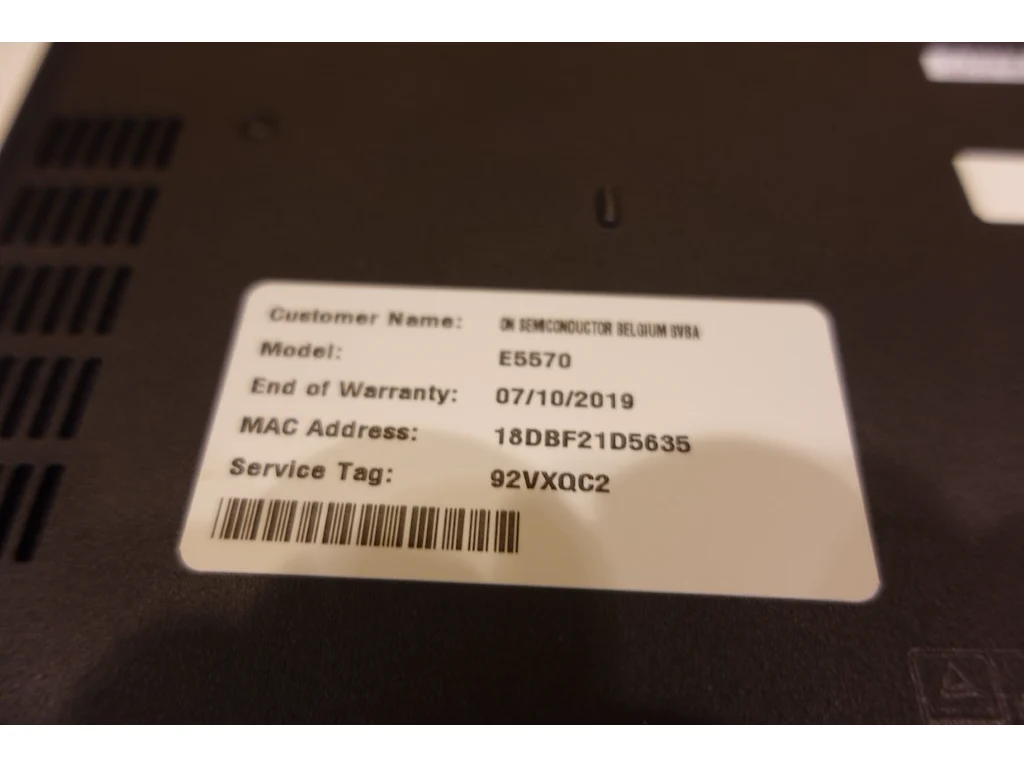 Customer Name: ON SEMICONDUCTOR BELGIUM BVBA
Model: E5570
End of Warranty: 07/10/2019
MAC Address: 18DBF21D5635
Service Tag: 92VXQC2